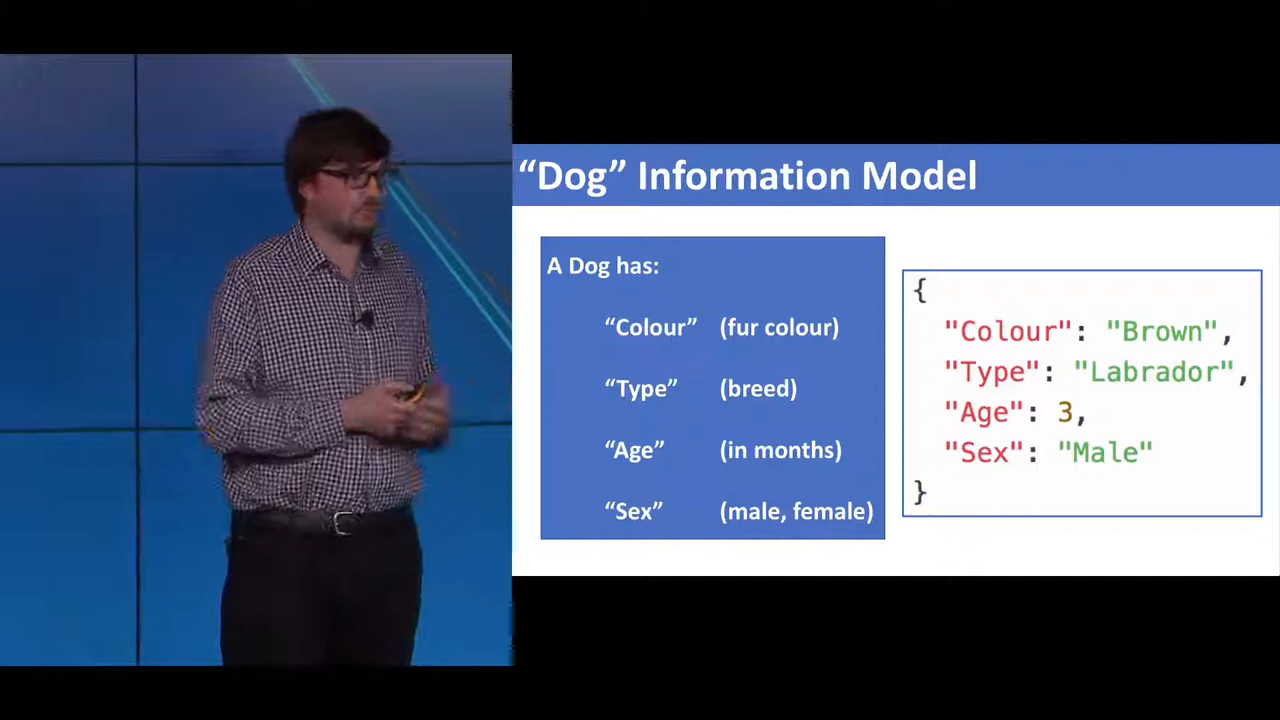 “Dog” Information Model
A Dog has:
“Colour” (fur colour)
“Type” (breed)
“Age” (in months)
“Sex” (male, female)
{
"Colour": "Brown",
"Type": "Labrador",
"Age": 3,
"Sex": "Male"
}